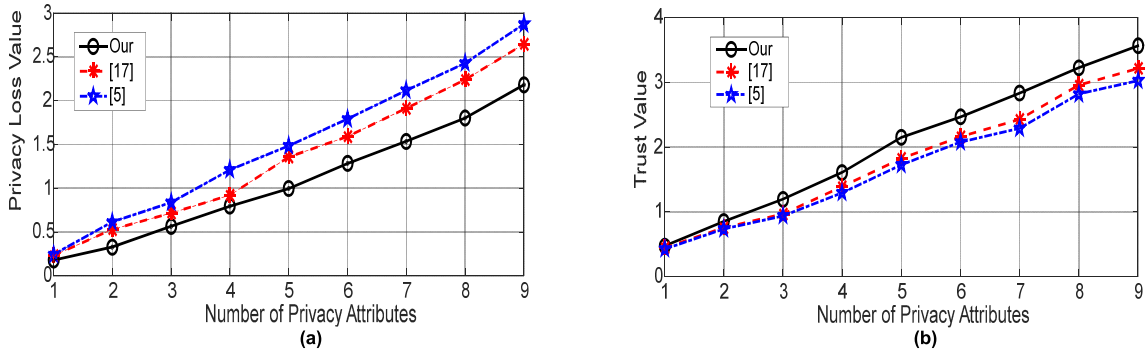 3
2.5
2
1.5
1
0.5
0
Privacy Loss Value
Our
[17]
[5]
1 2 3 4 5 6 7 8 9
Number of Privacy Attributes
(a)
4
3
2
1
0
Trust Value
Our
[17]
[5]
1 2 3 4 5 6 7 8 9
Number of Privacy Attributes
(b)